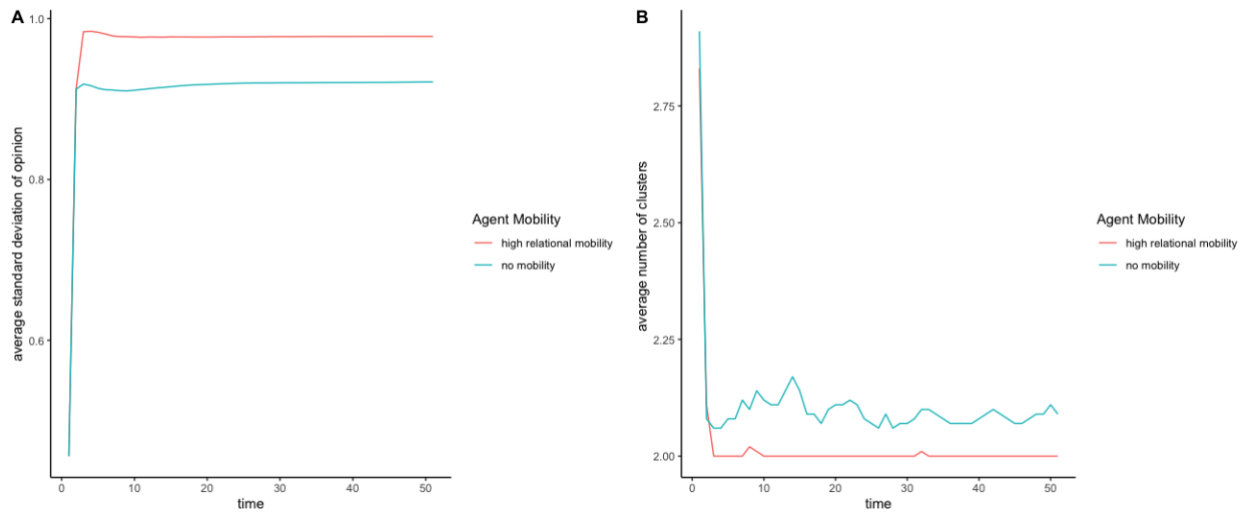 A
1.0
0.8
0.6
average standard deviation of opinion
0
10
20
30
40
50
time
Agent Mobility
high relational mobility
no mobility
B
2.75
2.50
2.25
2.00
average number of clusters
0
10
20
30
40
50
time
Agent Mobility
high relational mobility
no mobility